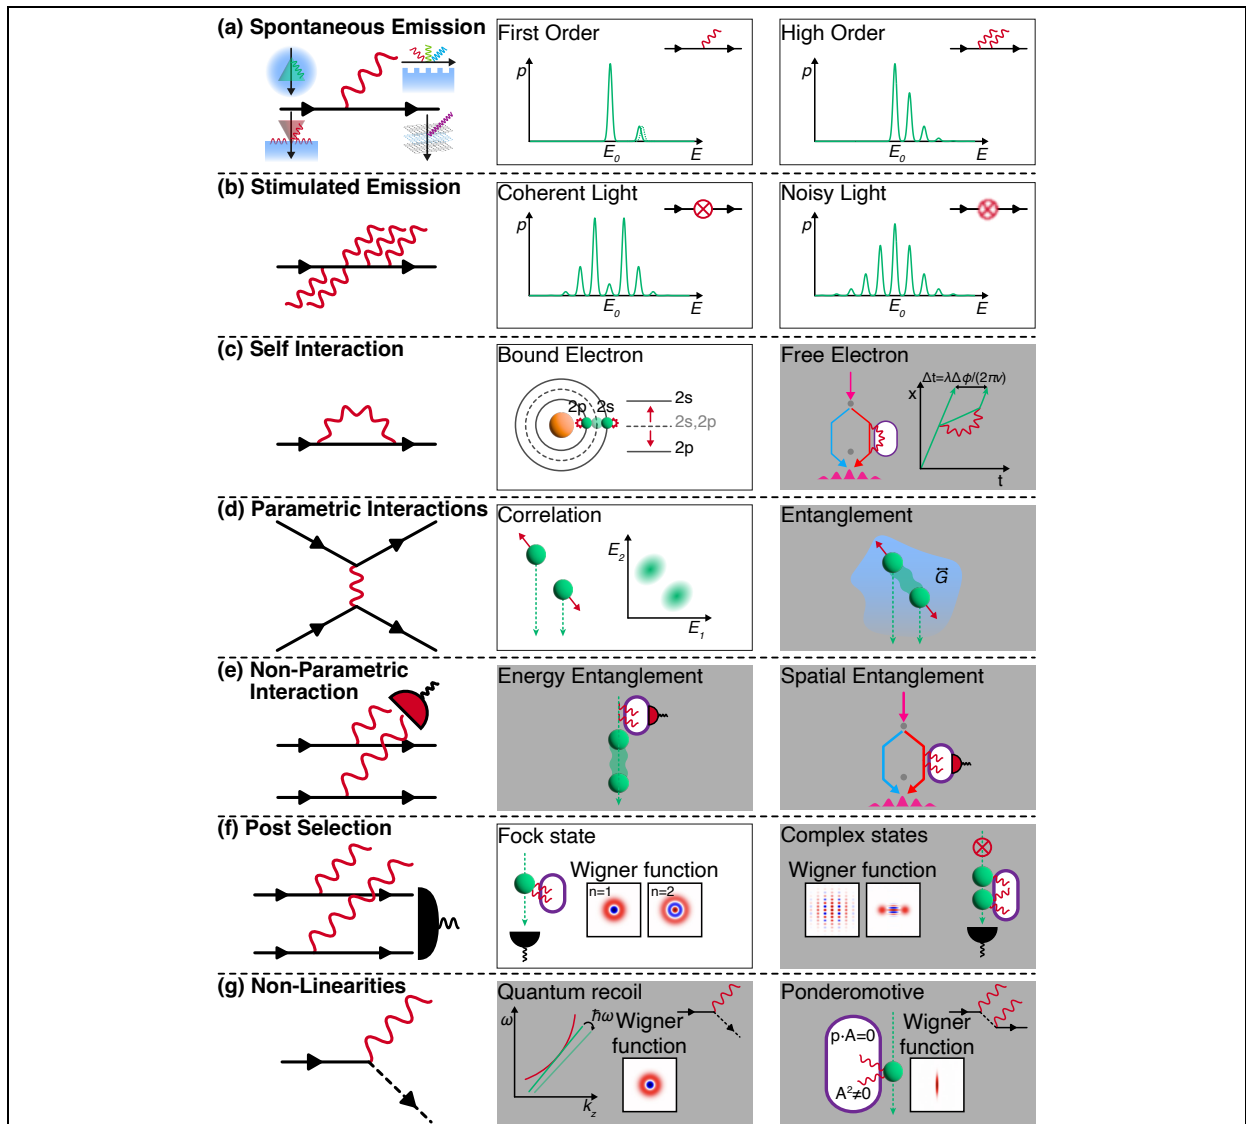 (a) Spontaneous Emission
First Order
p
E₀
E
High Order
p
E₀
E
(b) Stimulated Emission
Coherent Light
p
E₀
E
Noisy Light
p
E₀
E
(c) Self Interaction
Bound Electron
2p 2s
2s
2s,2p
2p
Free Electron
Δt=λΔϕ/(2πv)
x
t
(d) Parametric Interactions
Correlation
E₂
E₁
Entanglement
G⃗
(e) Non-Parametric
Interaction
Energy Entanglement
Spatial Entanglement
(f) Post Selection
Fock state
Wigner function
n=1 n=2
Complex states
Wigner function
(g) Non-Linearities
Quantum recoil
ω
ħω
Wigner
function
k_z
Ponderomotive
p·A=0
A²≠0
Wigner
function